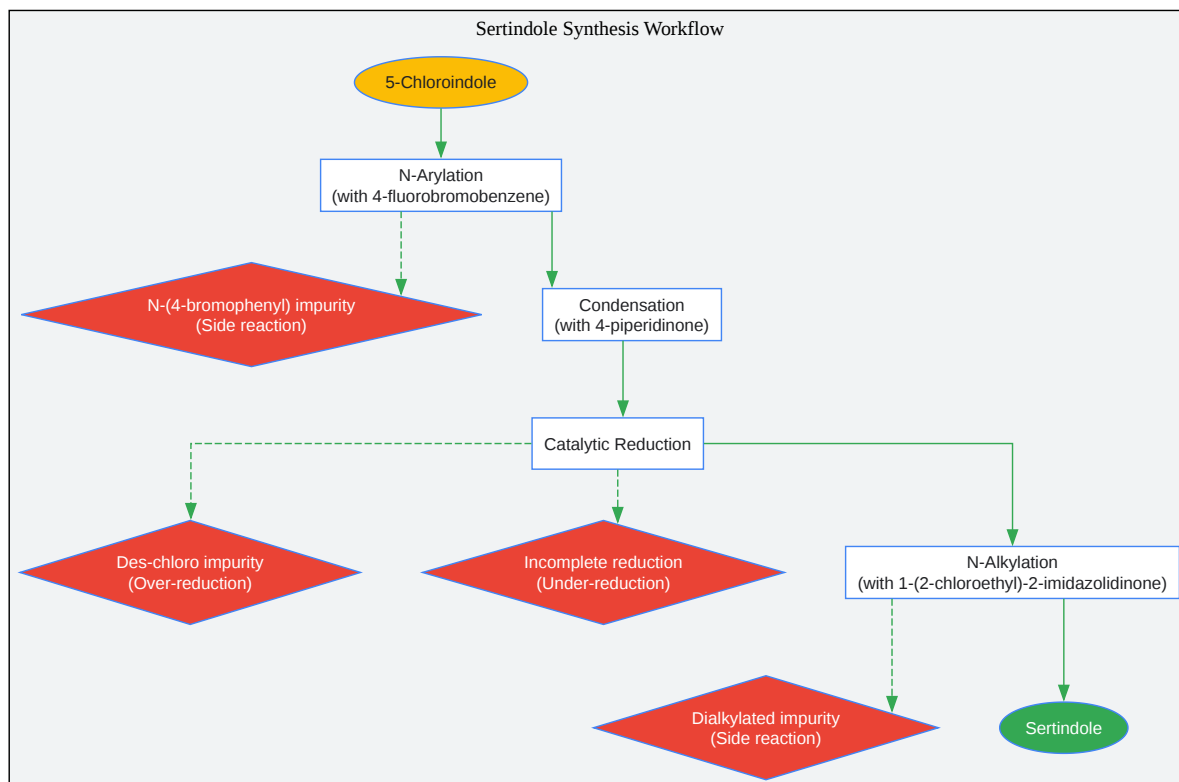 Sertindole Synthesis Workflow
5-Chloroindole
N-Arylation
(with 4-fluorobromobenzene)
N-(4-bromophenyl) impurity
(Side reaction)
Condensation
(with 4-piperidinone)
Catalytic Reduction
Des-chloro impurity
(Over-reduction)
Incomplete reduction
(Under-reduction)
N-Alkylation
(with 1-(2-chloroethyl)-2-imidazolidinone)
Dialkylated impurity
(Side reaction)
Sertindole